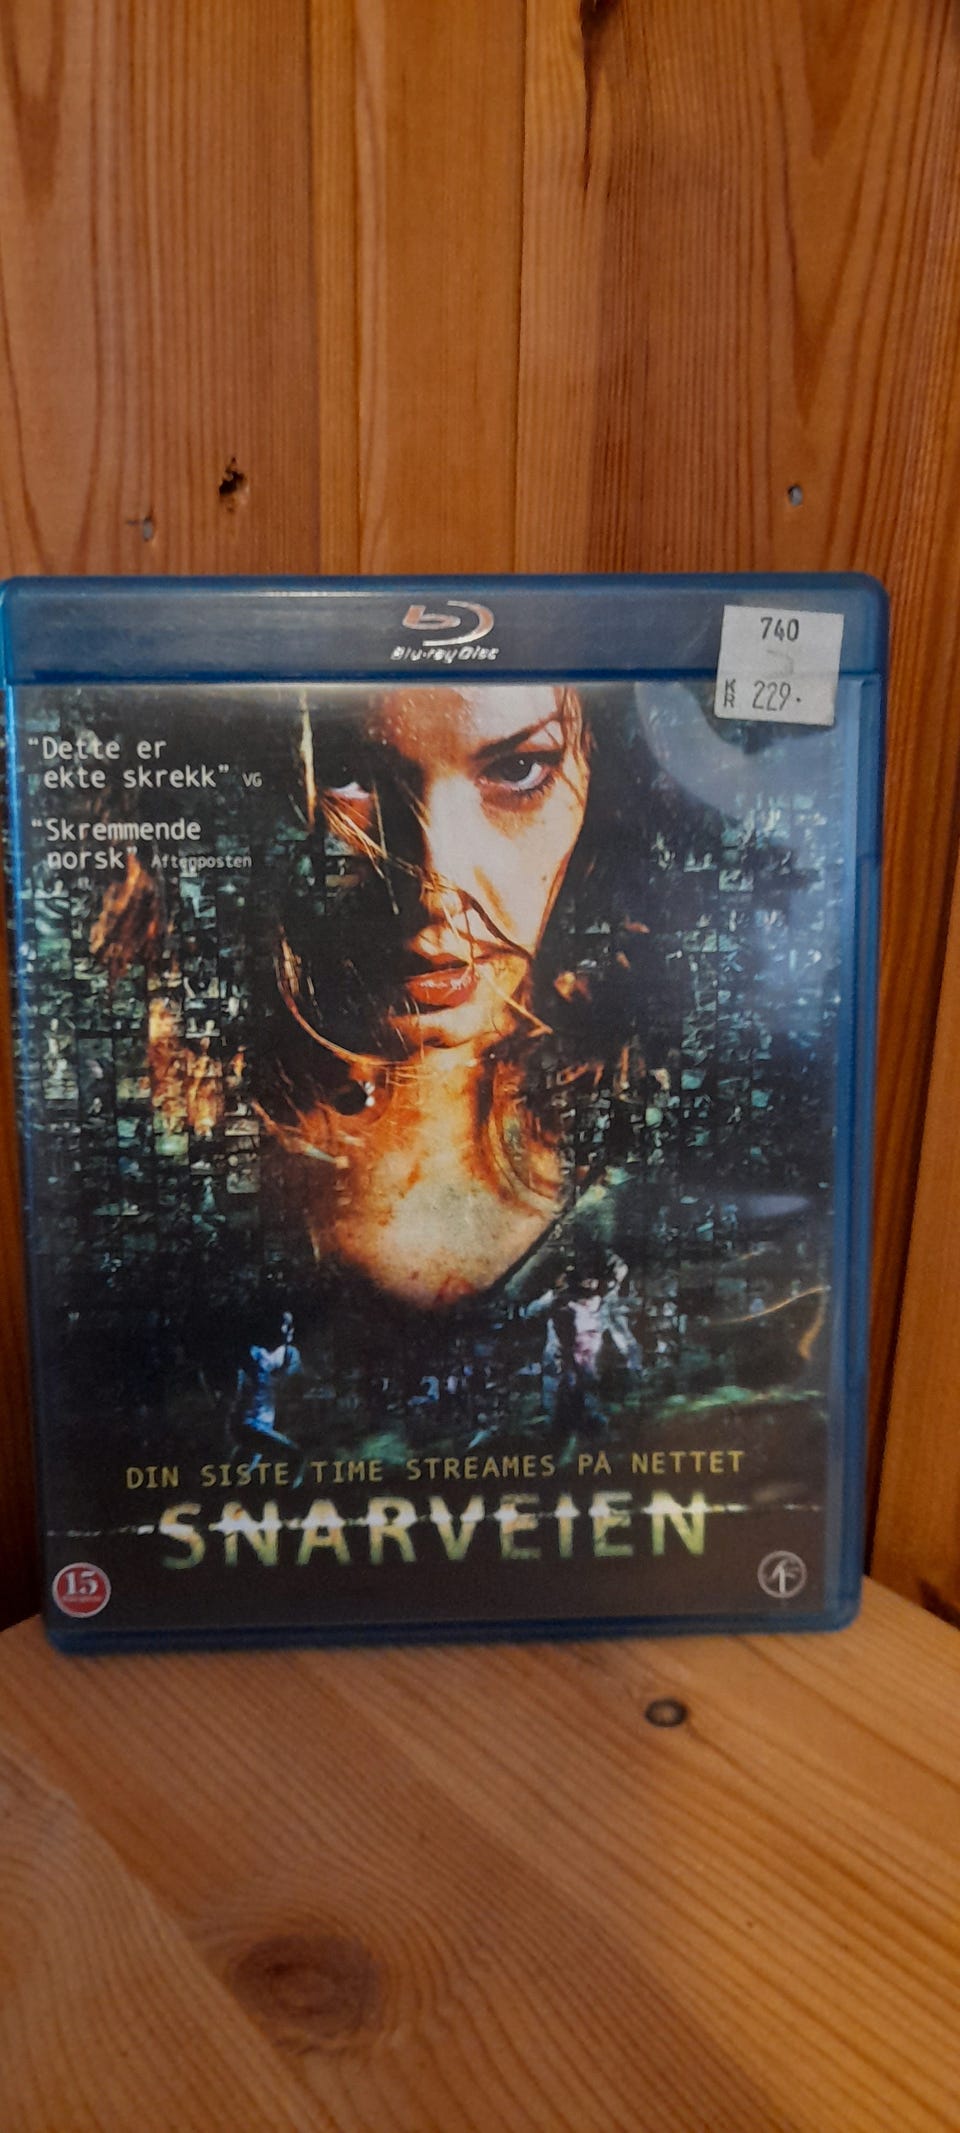 Blu-ray Disc
740
KR 229.
"Dette er
ekte skrekk" VG
"Skremmende
norsk" Aftenposten
DIN SISTE TIME STREAMES PÅ NETTET
SNARVEIEN
15